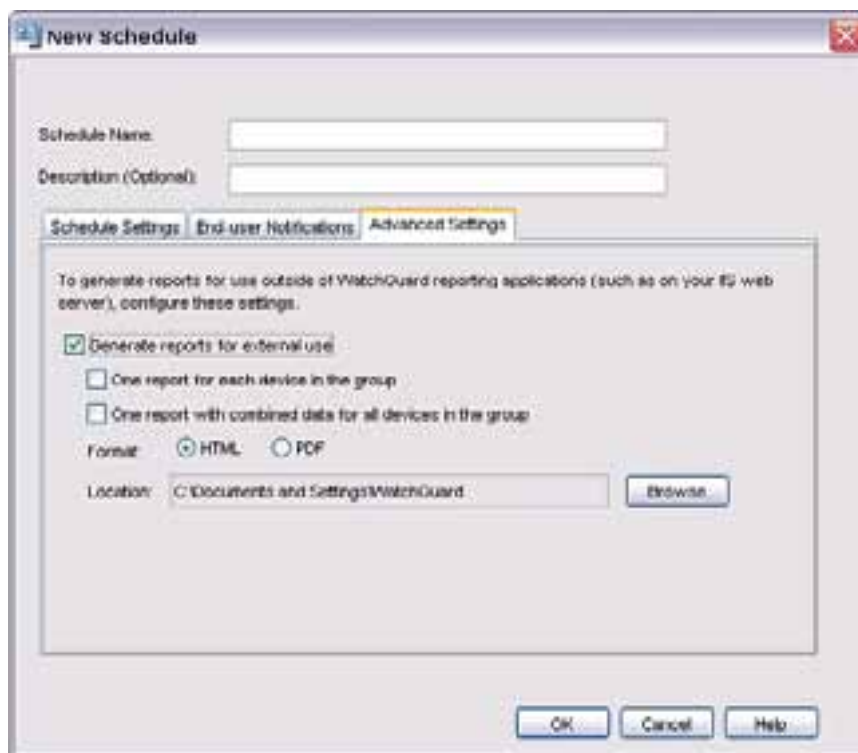 New Schedule
Schedule Name:
Description (Optional):
Schedule Settings End-user Notifications Advanced Settings
To generate reports for use outside of WatchGuard reporting applications (such as on your IIS web
server), configure these settings.
Generate reports for external use
One report for each device in the group
One report with combined data for all devices in the group
Format: HTML PDF
Location: C:\Documents and Settings\WatchGuard Browse
OK Cancel Help